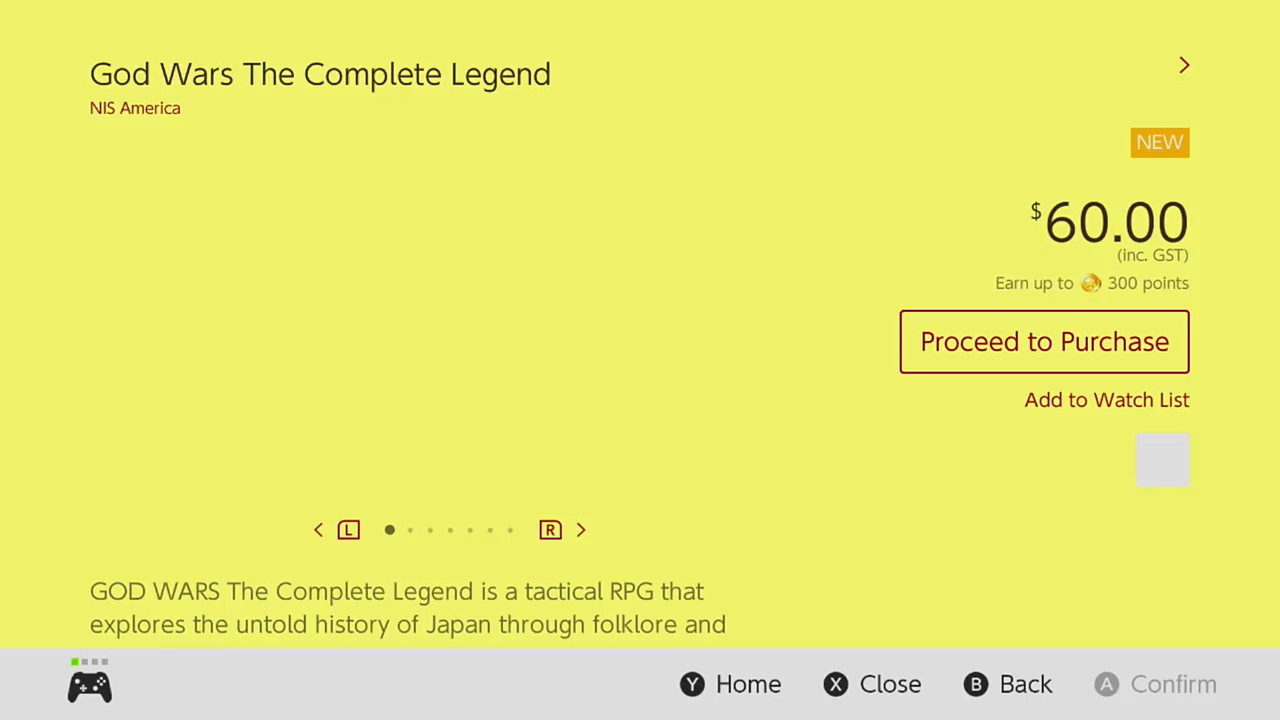 God Wars The Complete Legend
NIS America
NEW
$60.00
(inc. GST)
Earn up to 300 points
Proceed to Purchase
Add to Watch List
L R
GOD WARS The Complete Legend is a tactical RPG that
explores the untold history of Japan through folklore and
Y Home X Close B Back A Confirm